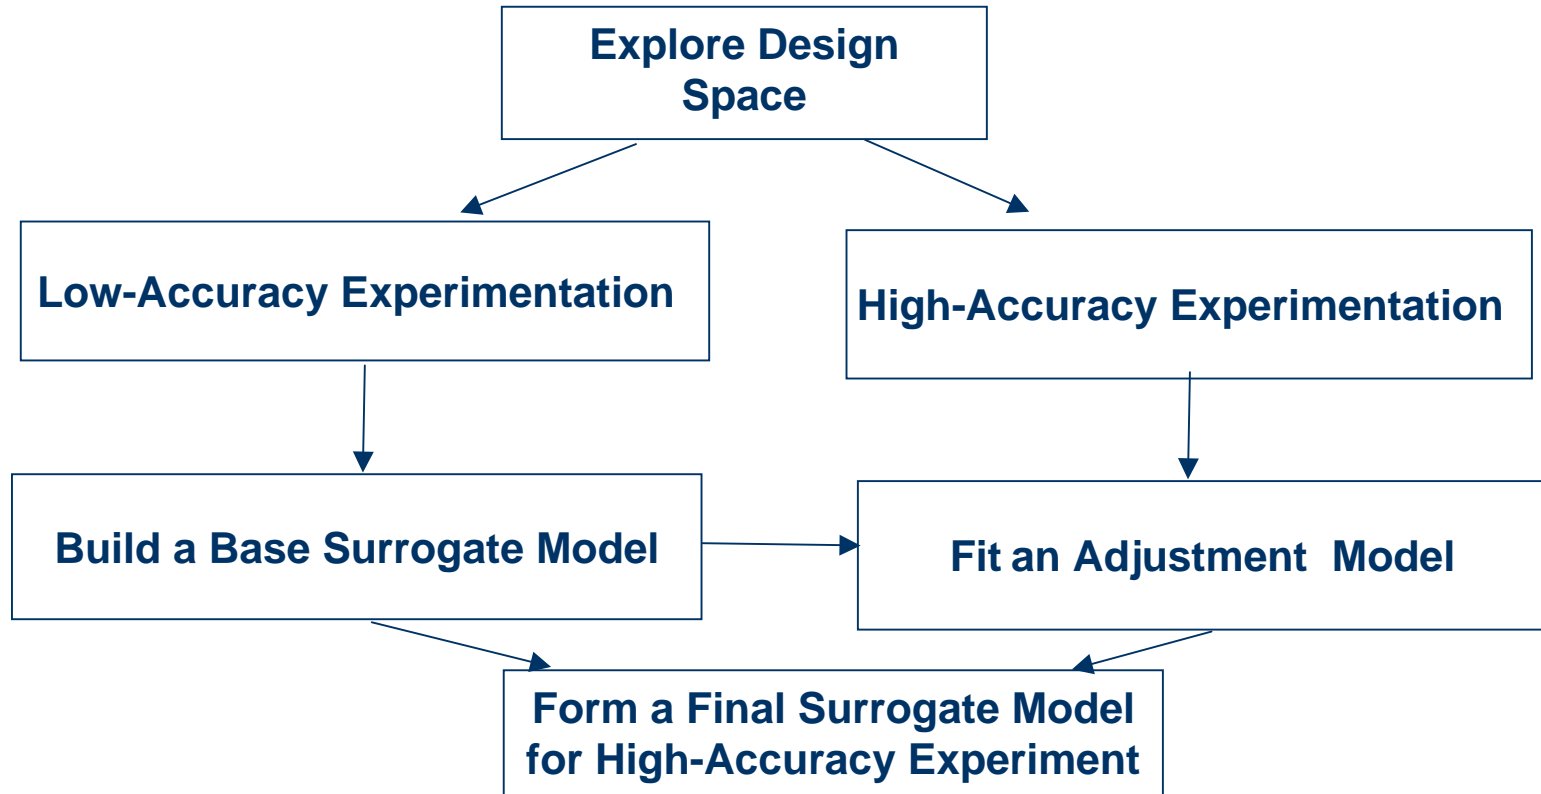 Explore Design
Space
Low-Accuracy Experimentation
High-Accuracy Experimentation
Build a Base Surrogate Model
Fit an Adjustment  Model
Form a Final Surrogate Model
for High-Accuracy Experiment